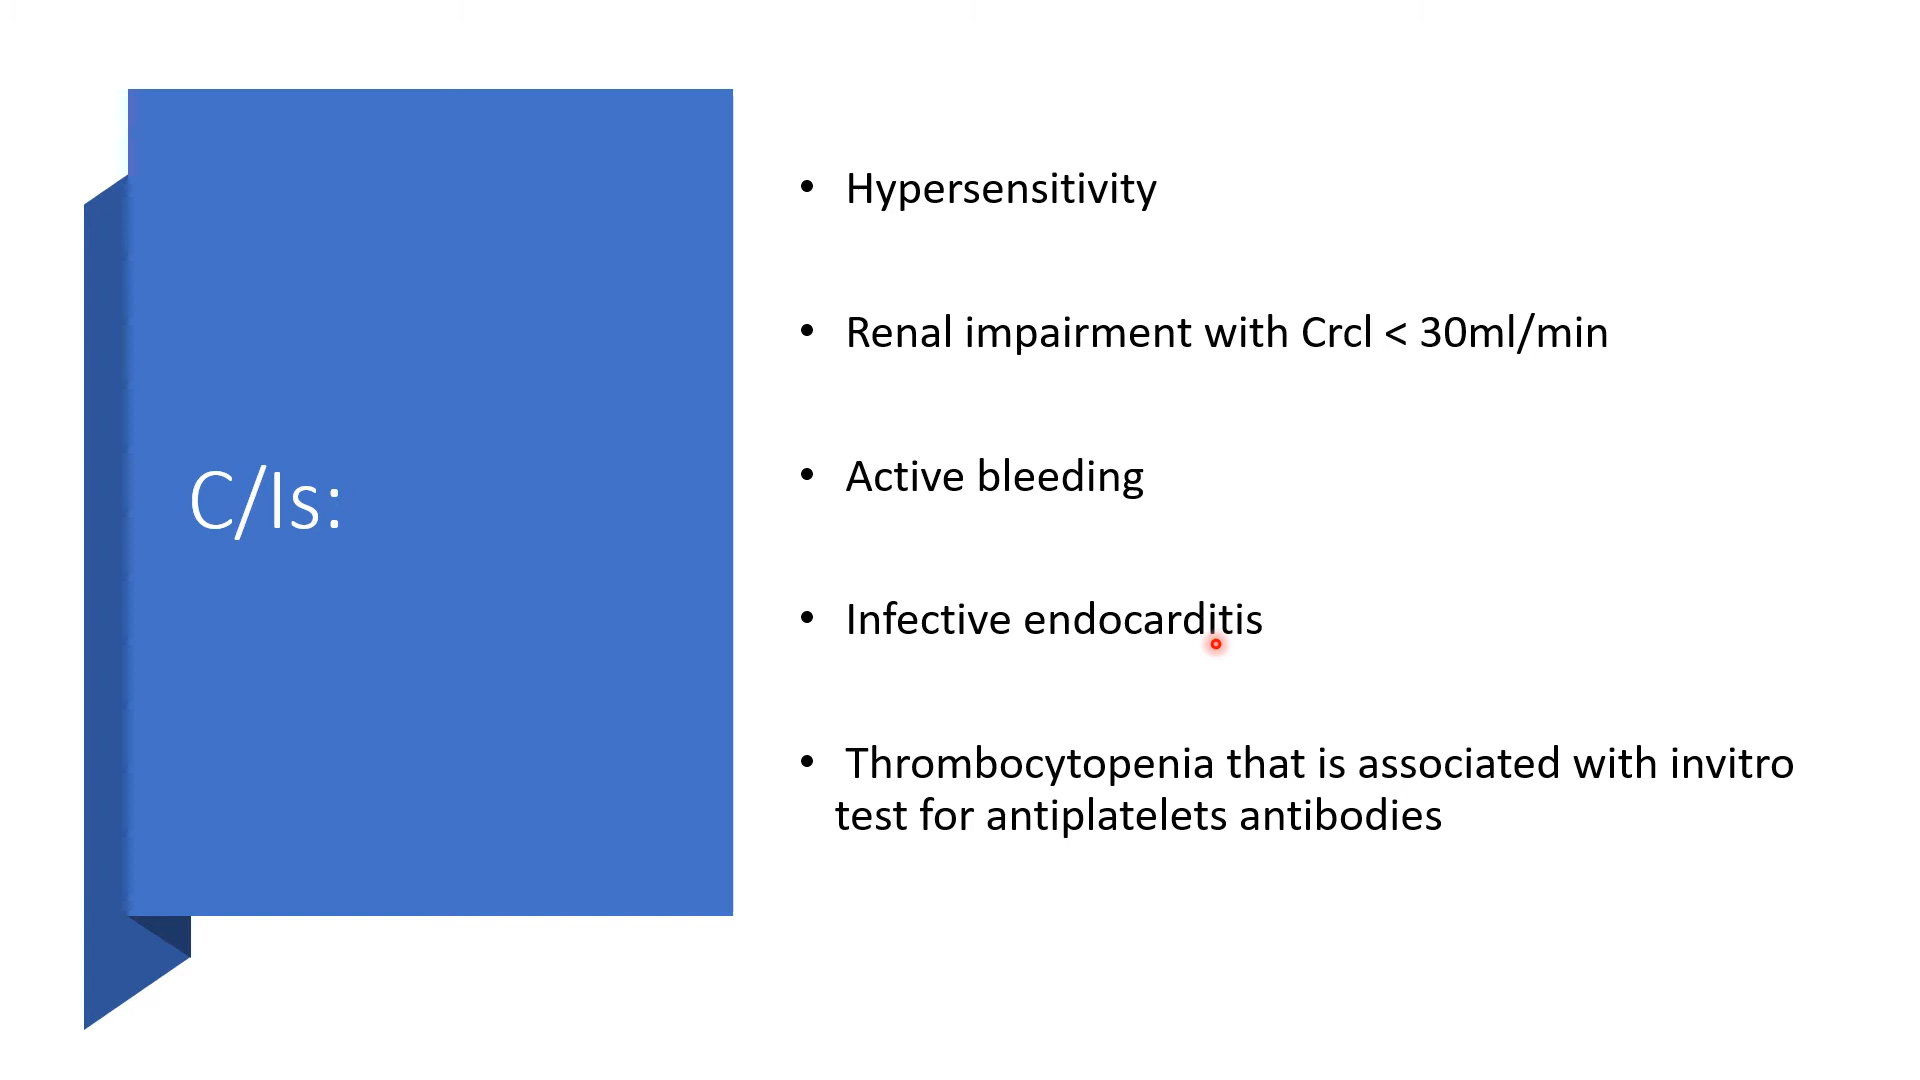 C/Is:
• Hypersensitivity
• Renal impairment with Crcl < 30ml/min
• Active bleeding
• Infective endocarditis
• Thrombocytopenia that is associated with invitro
test for antiplatelets antibodies